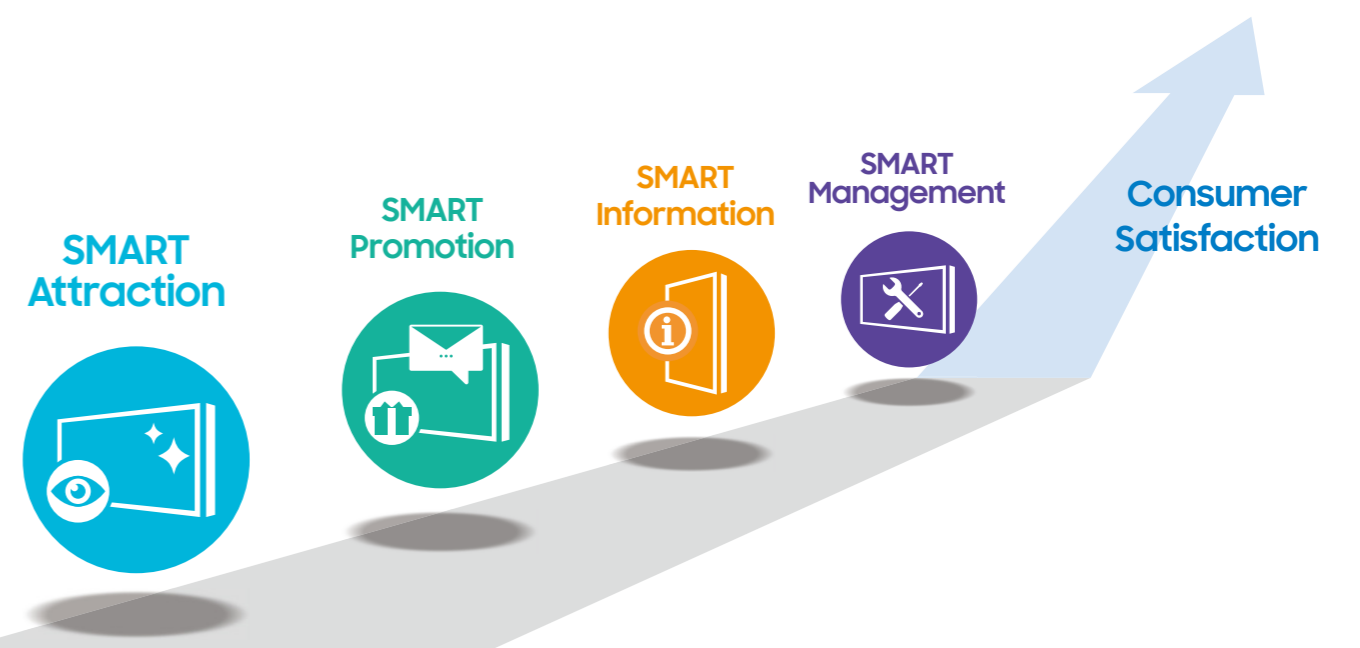 SMART
Attraction
SMART
Promotion
SMART
Information
SMART
Management
Consumer
Satisfaction